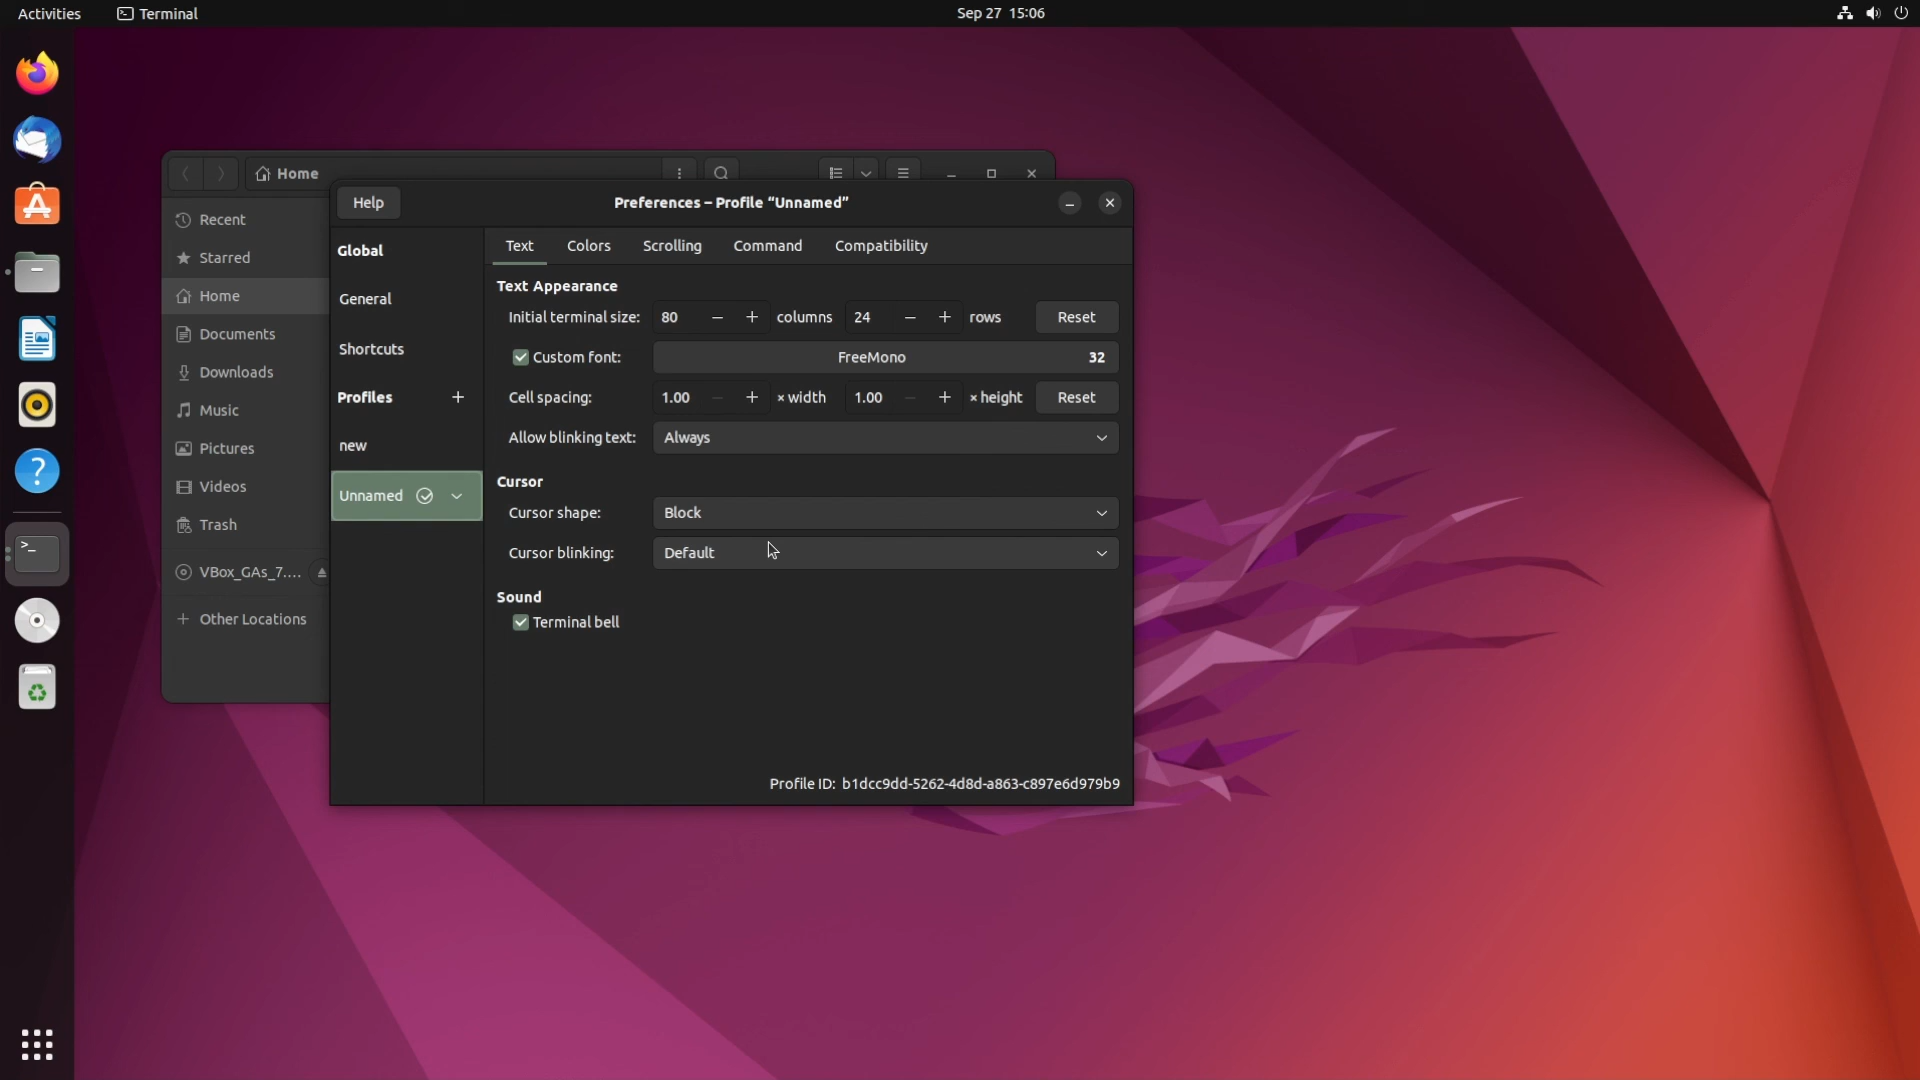 Activities Terminal Sep 27 15:06
Home
Recent
Starred
Home
Documents
Downloads
Music
Pictures
Videos
Trash
VBox_GAs_7....
+ Other Locations
Help Preferences – Profile “Unnamed”
Global
General
Shortcuts
Profiles +
new
Unnamed
Text Colors Scrolling Command Compatibility
Text Appearance
Initial terminal size: 80 − + columns 24 − + rows Reset
Custom font: FreeMono 32
Cell spacing: 1.00 − + × width 1.00 − + × height Reset
Allow blinking text: Always
Cursor
Cursor shape: Block
Cursor blinking: Default
Sound
Terminal bell
Profile ID: b1dcc9dd-5262-4d8d-a863-c897e6d979b9